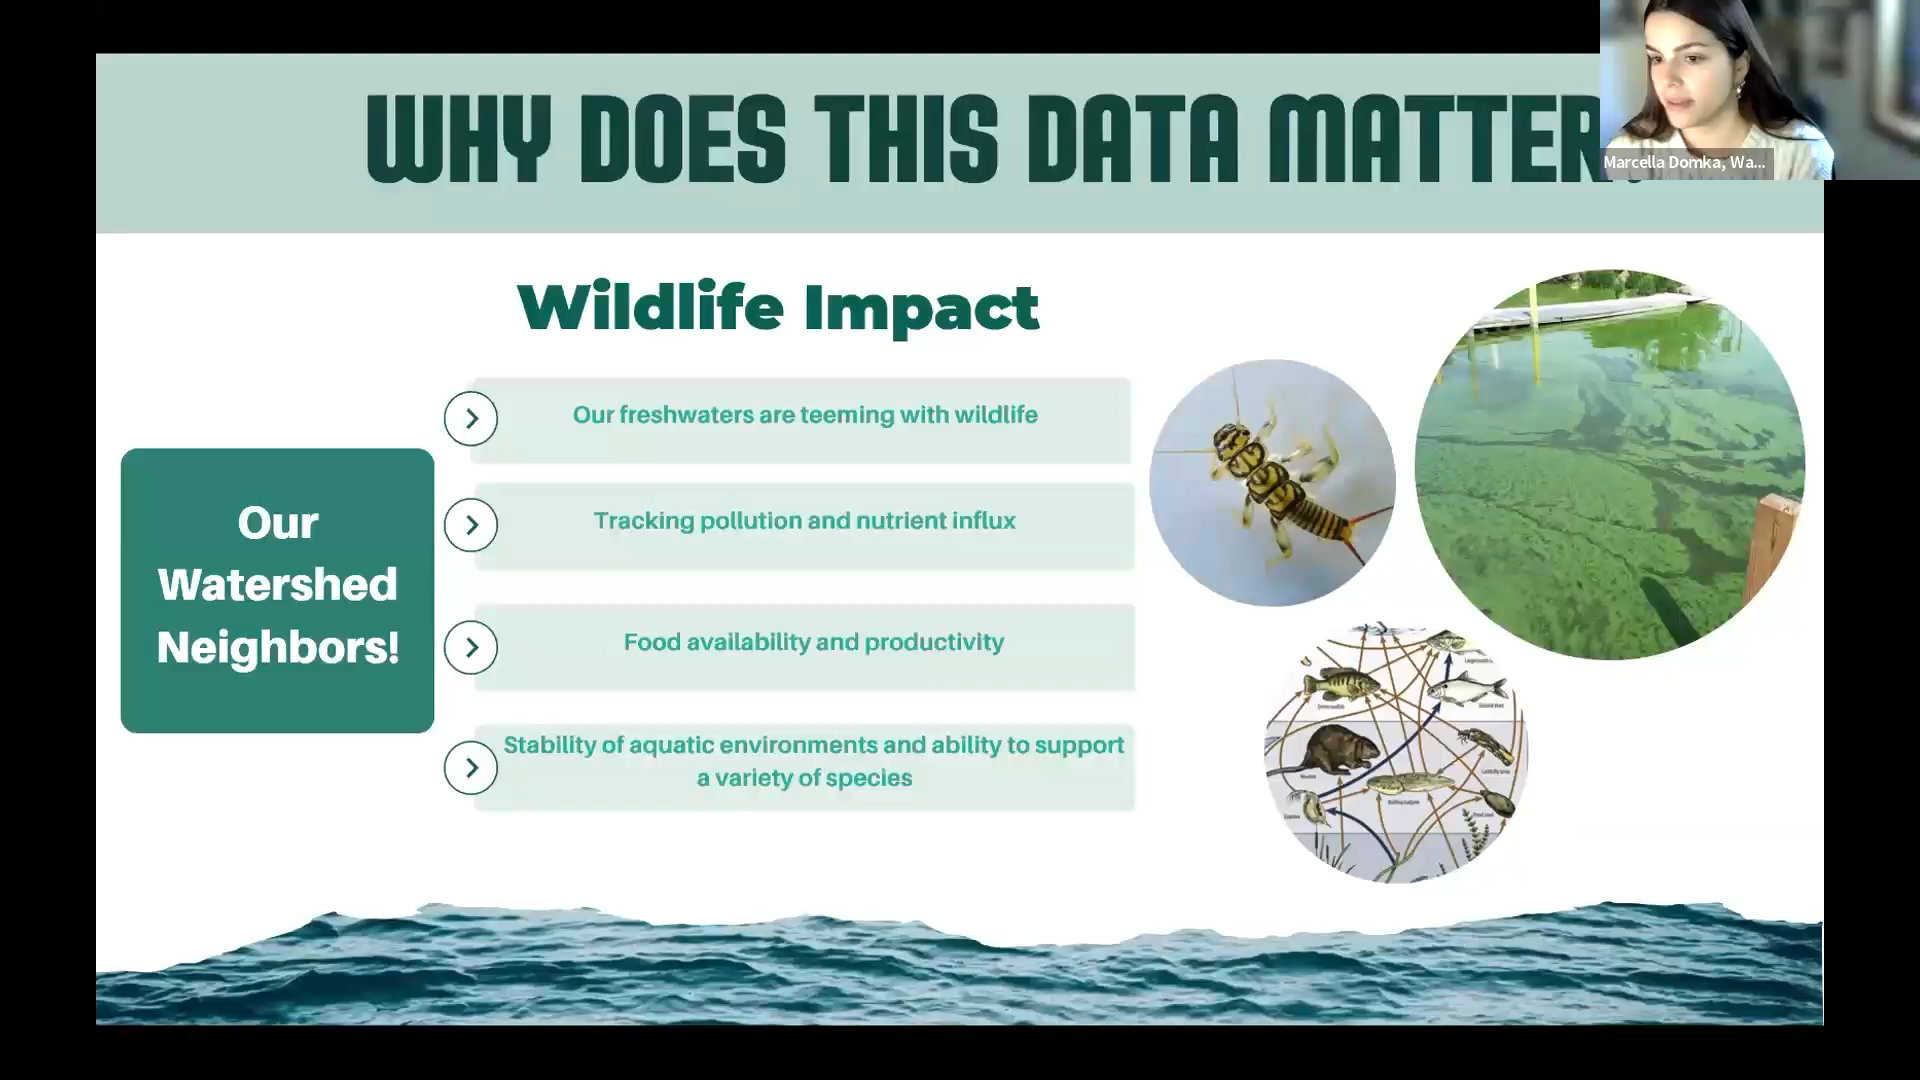 WHY DOES THIS DATA MATTER
Marcella Domka, Wa...
Wildlife Impact
Our freshwaters are teeming with wildlife
Tracking pollution and nutrient influx
Our
Watershed
Neighbors!
Food availability and productivity
Stability of aquatic environments and ability to support
a variety of species